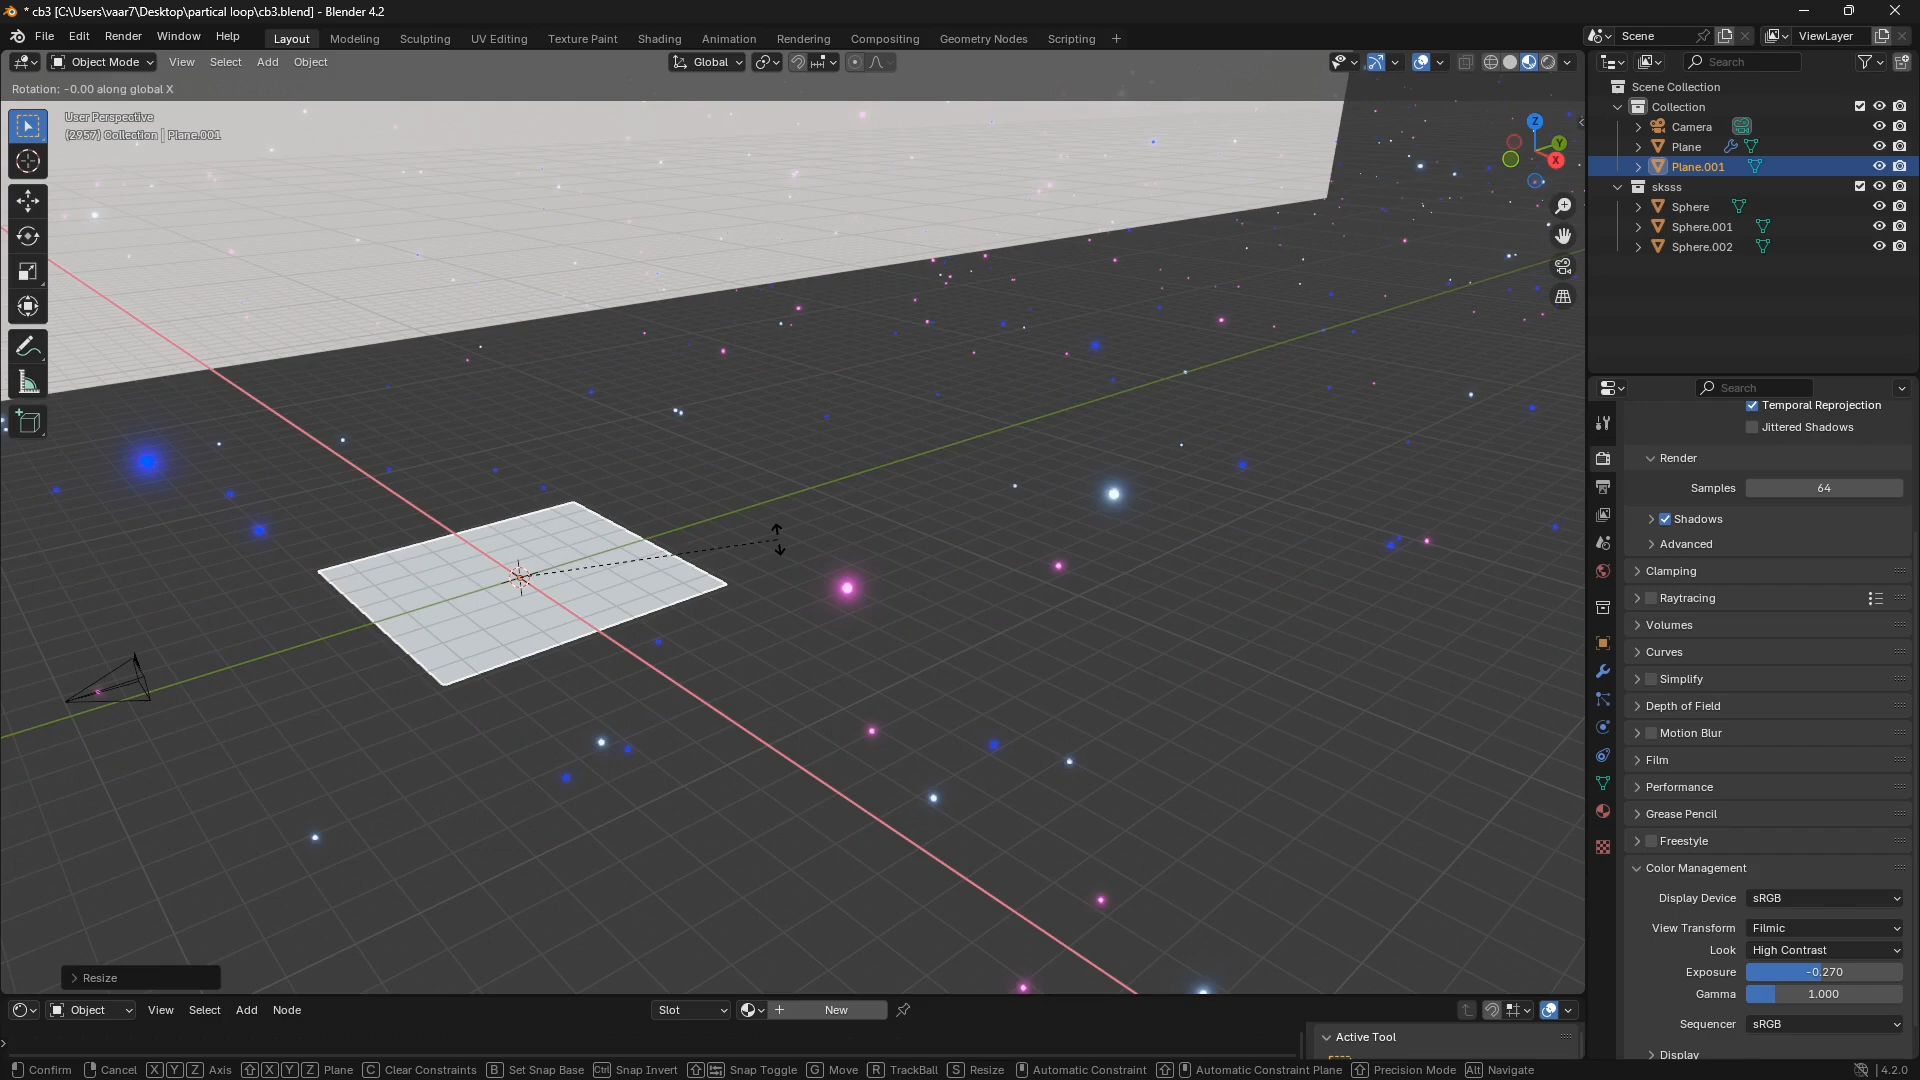 * cb3 [C:\Users\vaar7\Desktop\partical loop\cb3.blend] - Blender 4.2
File Edit Render Window Help Layout Modeling Sculpting UV Editing Texture Paint Shading Animation Rendering Compositing Geometry Nodes Scripting + Scene ViewLayer
Object Mode View Select Add Object Global Search
Rotation: -0.00 along global X
User Perspective
(2957) Collection | Plane.001
Z
Y
X
Scene Collection
Collection
Camera
Plane
Plane.001
sksss
Sphere
Sphere.001
Sphere.002
Search
Temporal Reprojection
Jittered Shadows
Render
Samples 64
Shadows
Advanced
Clamping
Raytracing
Volumes
Curves
Simplify
Depth of Field
Motion Blur
Film
Performance
Grease Pencil
Freestyle
Color Management
Display Device sRGB
View Transform Filmic
Look High Contrast
Exposure -0.270
Gamma 1.000
Sequencer sRGB
Display
> Resize
Object View Select Add Node Slot + New
Active Tool
Confirm Cancel X Y Z Axis X Y Z Plane C Clear Constraints B Set Snap Base Ctrl Snap Invert Snap Toggle G Move R TrackBall S Resize Automatic Constraint Automatic Constraint Plane Precision Mode Alt Navigate 4.2.0